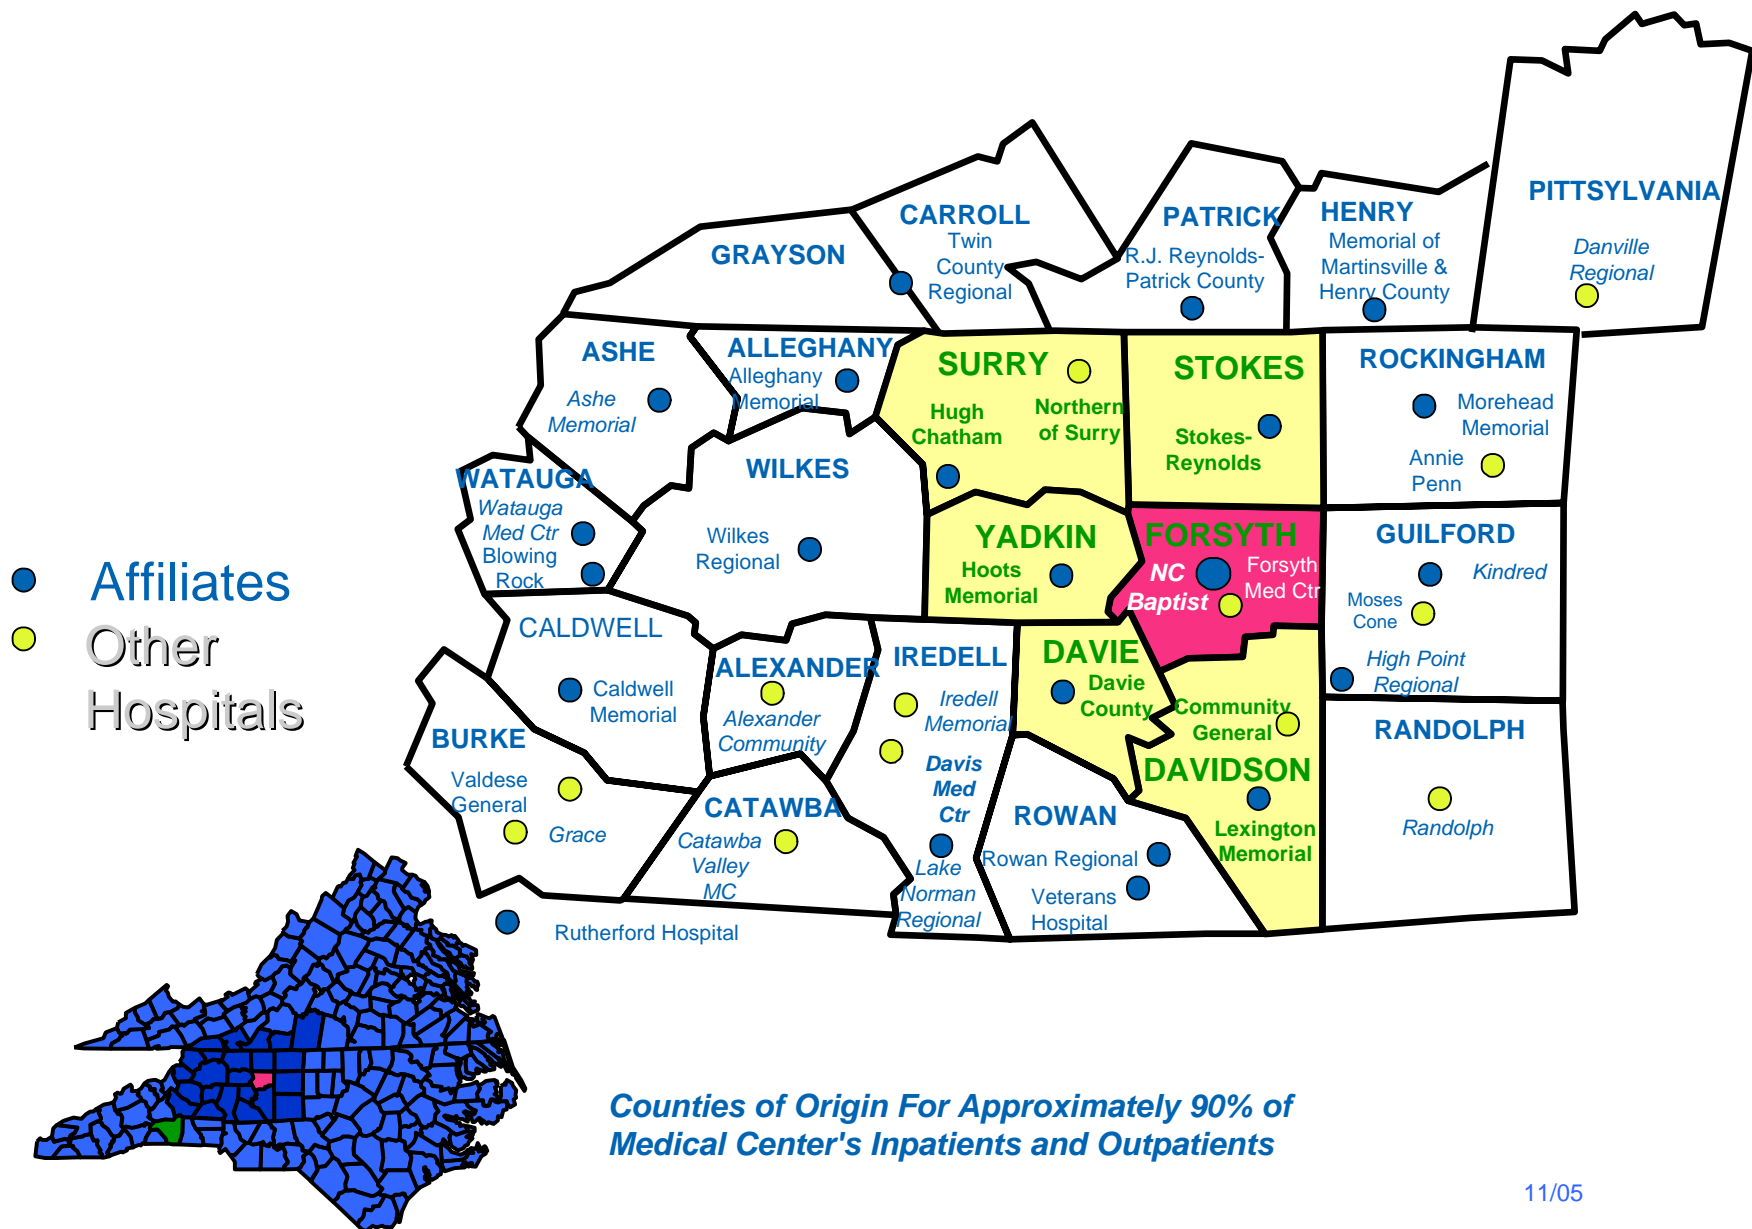 PITTSYLVANIA
Danville
Regional
CARROLL
Twin
County
Regional
PATRICK
R.J. Reynolds-
Patrick County
HENRY
Memorial of
Martinsville &
Henry County
GRAYSON
ASHE
Ashe
Memorial
ALLEGHANY
Alleghany
Memorial
SURRY
Hugh
Chatham
Northern
of Surry
STOKES
Stokes-
Reynolds
ROCKINGHAM
Morehead
Memorial
Annie
Penn
WATAUGA
Watauga
Med Ctr
Blowing
Rock
WILKES
Wilkes
Regional
YADKIN
Hoots
Memorial
FORSYTH
NC
Baptist
Forsyth
Med Ctr
GUILFORD
Kindred
Moses
Cone
High Point
Regional
Affiliates
Other
Hospitals
CALDWELL
Caldwell
Memorial
ALEXANDER
Alexander
Community
IREDELL
Iredell
Memorial
Davis
Med
Ctr
Lake
Norman
Regional
DAVIE
Davie
County
Community
General
DAVIDSON
Lexington
Memorial
RANDOLPH
Randolph
BURKE
Valdese
General
Grace
CATAWBA
Catawba
Valley
MC
ROWAN
Rowan Regional
Veterans
Hospital
Rutherford Hospital
Counties of Origin For Approximately 90% of
Medical Center's Inpatients and Outpatients
11/05